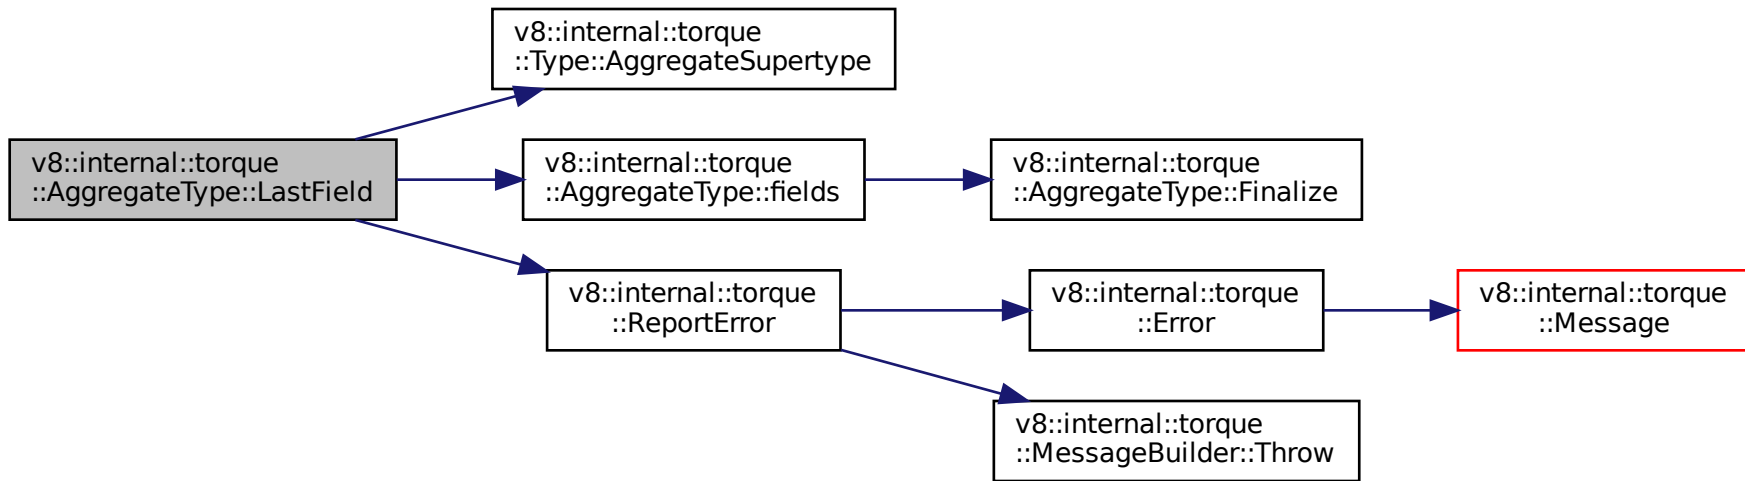 v8::internal::torque
::Type::AggregateSupertype
v8::internal::torque
::AggregateType::LastField
v8::internal::torque
::AggregateType::fields
v8::internal::torque
::AggregateType::Finalize
v8::internal::torque
::ReportError
v8::internal::torque
::Error
v8::internal::torque
::Message
v8::internal::torque
::MessageBuilder::Throw